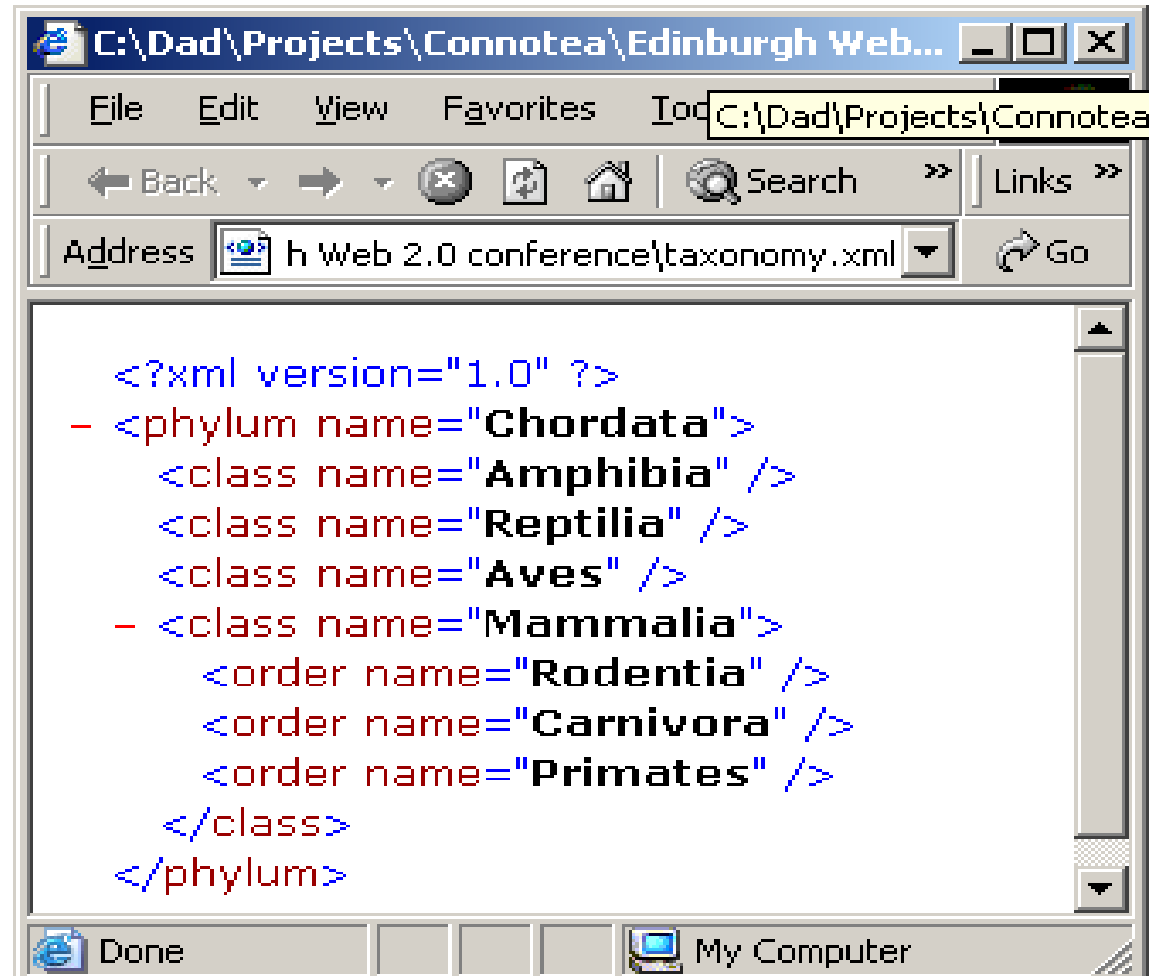 C:\Dad\Projects\Connotea\Edinburgh Web...
File Edit View Favorites Too
C:\Dad\Projects\Connotea
Back Search » Links »
Address h Web 2.0 conference\taxonomy.xml Go
<?xml version="1.0" ?>
– <phylum name="Chordata">
<class name="Amphibia" />
<class name="Reptilia" />
<class name="Aves" />
– <class name="Mammalia">
<order name="Rodentia" />
<order name="Carnivora" />
<order name="Primates" />
</class>
</phylum>
Done My Computer